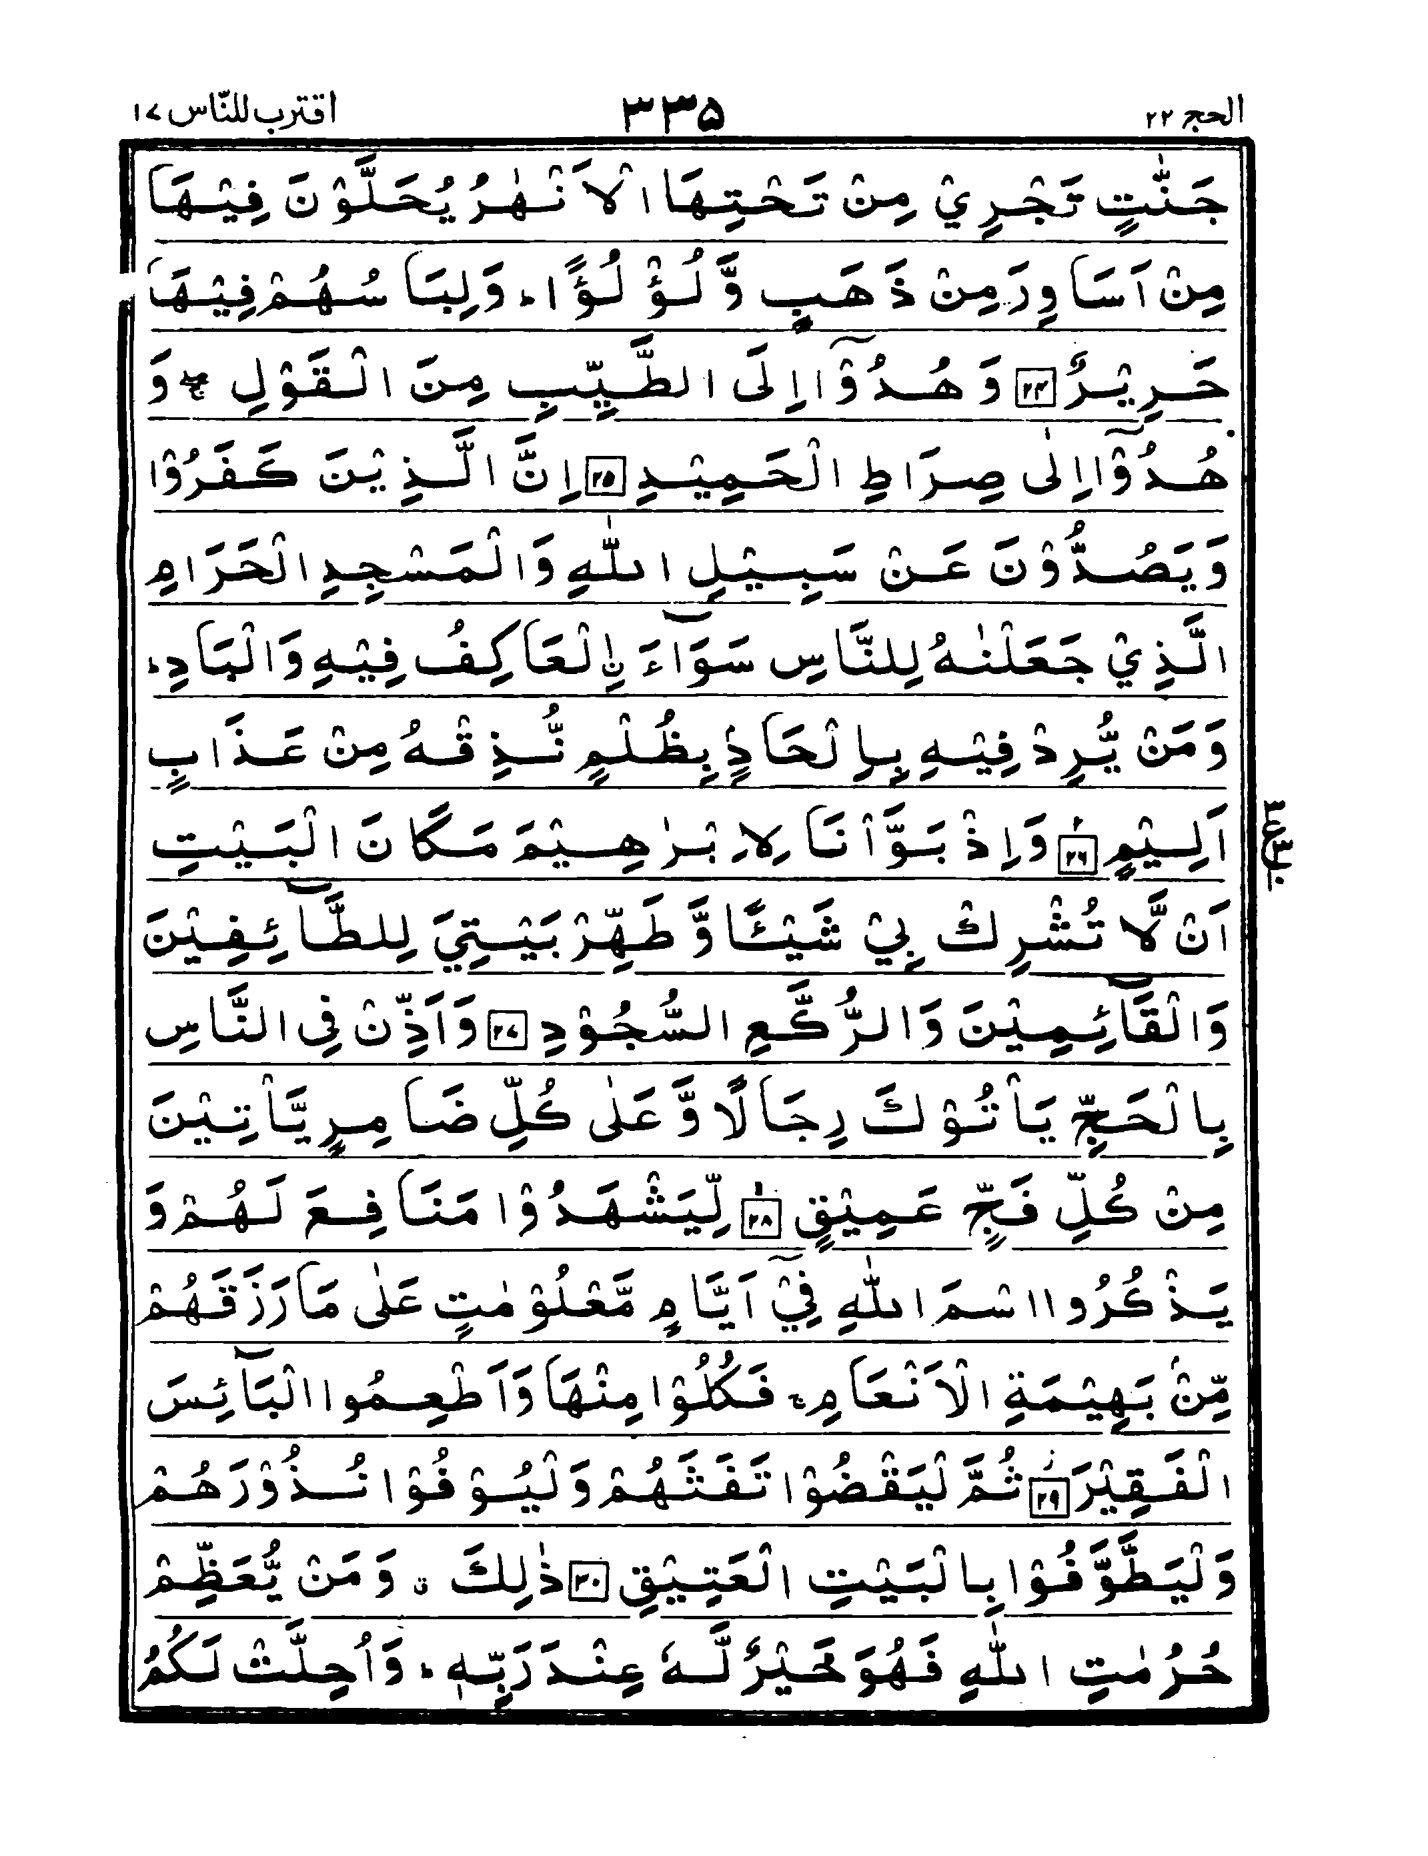 الحج ٢٢ ٣٣۵ اقترب للنّاس ١٧
جَنّٰتٍ تَجْرِيْ مِنْ تَحْتِهَا الْاَنْهٰرُ يُحَلَّوْنَ فِيْهَا
مِنْ اَسَاوِرَ مِنْ ذَهَبٍ وَّلُؤْلُؤًا ؕ وَلِبَاسُهُمْ فِيْهَا
حَرِيْرٌ ٢٤ وَهُدُوْۤا اِلَى الطَّيِّبِ مِنَ الْقَوْلِ ۖۚ وَ
هُدُوْۤا اِلٰى صِرَاطِ الْحَمِيْدِ ٢٥ اِنَّ الَّذِيْنَ كَفَرُوْا
وَيَصُدُّوْنَ عَنْ سَبِيْلِ اللّٰهِ وَالْمَسْجِدِ الْحَرَامِ
الَّذِيْ جَعَلْنٰهُ لِلنَّاسِ سَوَآءَ ِۨالْعَاكِفُ فِيْهِ وَالْبَادِ ؕ
وَمَنْ يُّرِدْ فِيْهِ بِاِلْحَادٍۭ بِظُلْمٍ نُّذِقْهُ مِنْ عَذَابٍ
اَلِيْمٍ ٢٦ وَاِذْ بَوَّاْنَا لِاِبْرٰهِيْمَ مَكَانَ الْبَيْتِ
اَنْ لَّا تُشْرِكْ بِيْ شَيْـًٔا وَّطَهِّرْ بَيْتِيَ لِلطَّآئِفِيْنَ
وَالْقَآئِمِيْنَ وَالرُّكَّعِ السُّجُوْدِ ٢٧ وَاَذِّنْ فِي النَّاسِ
بِالْحَجِّ يَاْتُوْكَ رِجَالًا وَّعَلٰى كُلِّ ضَامِرٍ يَّاْتِيْنَ
مِنْ كُلِّ فَجٍّ عَمِيْقٍ ٢٨ لِّيَشْهَدُوْا مَنَافِعَ لَهُمْ وَ
يَذْكُرُوا اسْمَ اللّٰهِ فِيْۤ اَيَّامٍ مَّعْلُوْمٰتٍ عَلٰى مَا رَزَقَهُمْ
مِّنْۢ بَهِيْمَةِ الْاَنْعَامِ ۚ فَكُلُوْا مِنْهَا وَاَطْعِمُوا الْبَآئِسَ
الْفَقِيْرَ ٢٩ ثُمَّ لْيَقْضُوْا تَفَثَهُمْ وَلْيُوْفُوْا نُذُوْرَهُمْ
وَلْيَطَّوَّفُوْا بِالْبَيْتِ الْعَتِيْقِ ٣٠ ذٰلِكَ ۗ وَمَنْ يُّعَظِّمْ
حُرُمٰتِ اللّٰهِ فَهُوَ خَيْرٌ لَّهٗ عِنْدَ رَبِّهٖ ؕ وَاُحِلَّتْ لَكُمُ